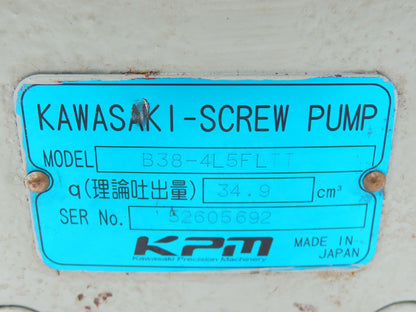 KAWASAKI-SCREW PUMP
MODEL B38-4L5FLTT
q(理論吐出量) 34.9 cm³
SER No. 52605692
KPM MADE IN
Kawasaki Precision Machinery JAPAN